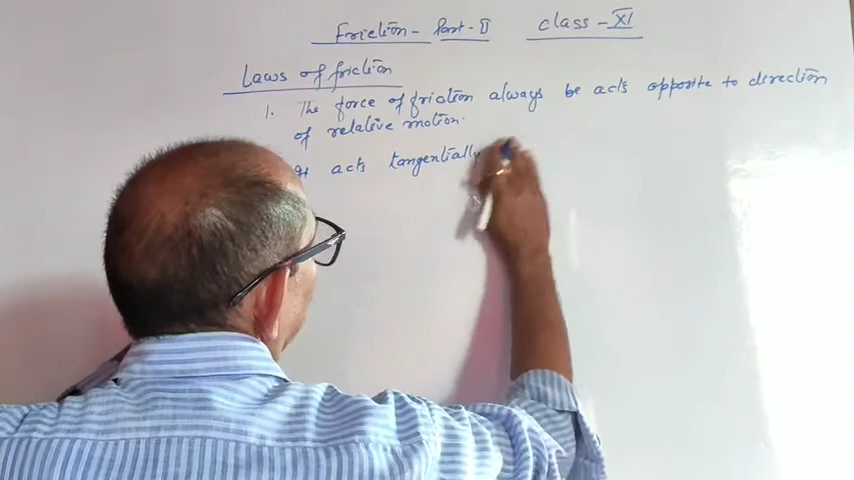 Friction - Part - II class - XI
Laws of friction
1. The force of friction always be acts opposite to direction
of relative motion.
It acts tangentially